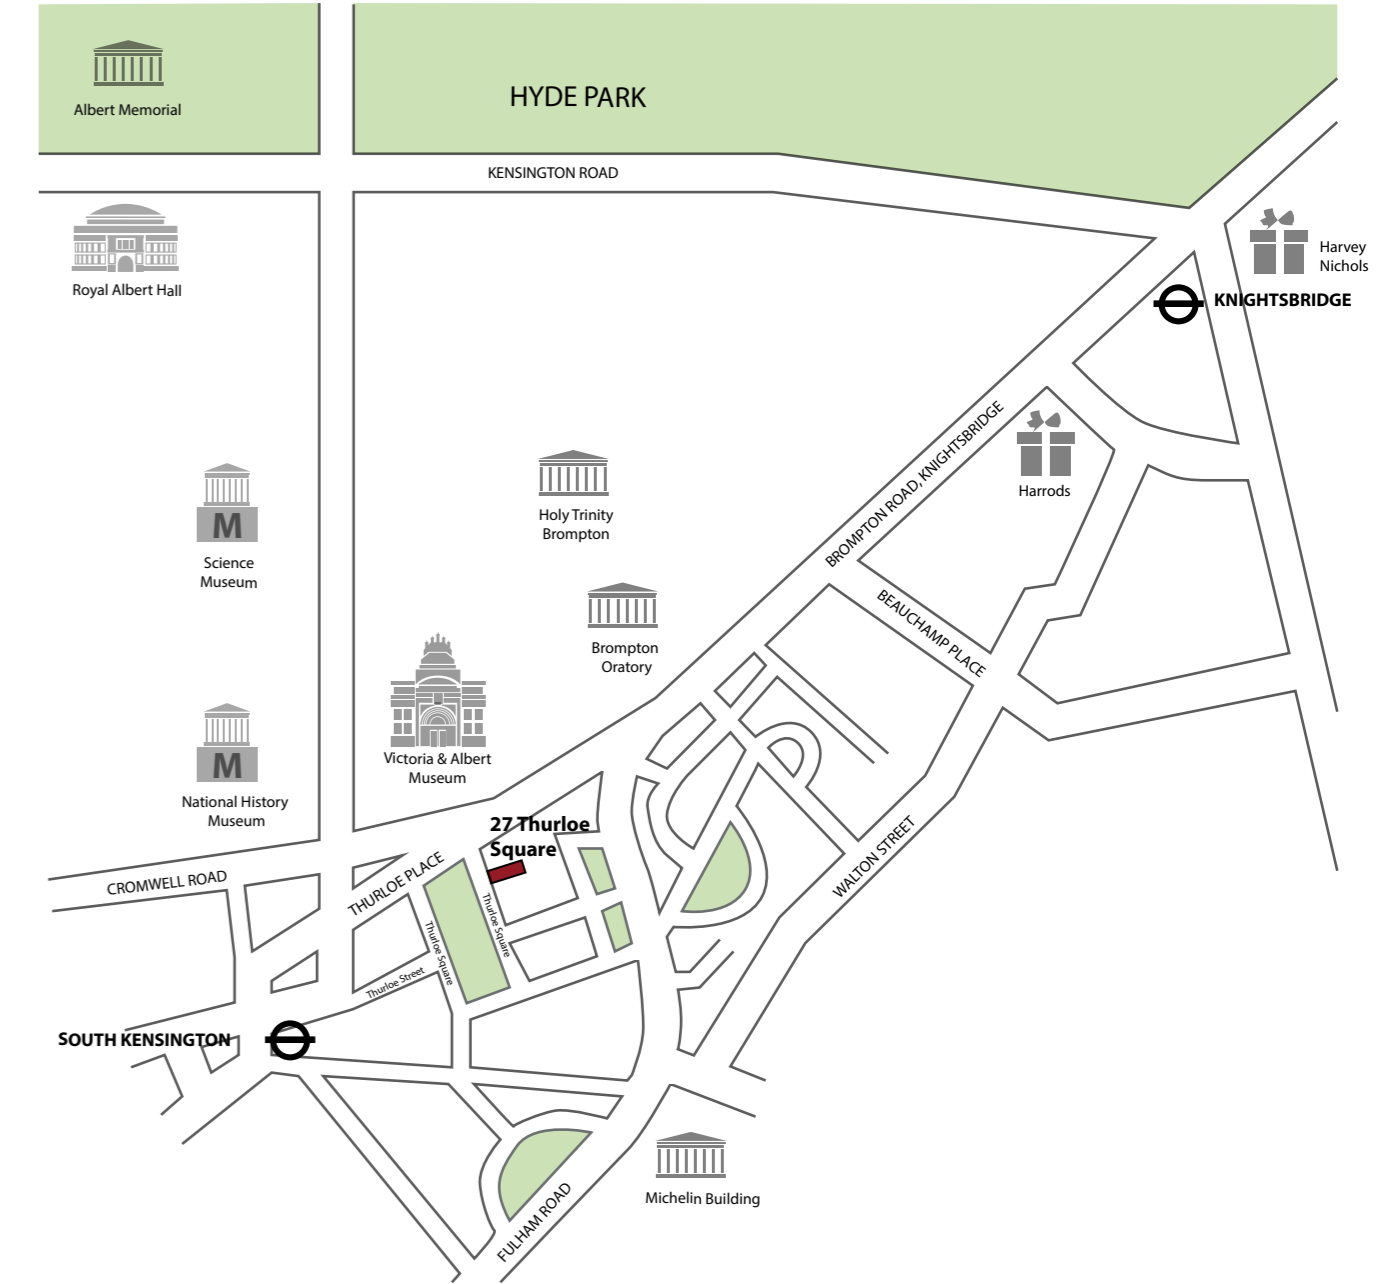 HYDE PARK
Albert Memorial
KENSINGTON ROAD
Royal Albert Hall
Harvey
Nichols
KNIGHTSBRIDGE
BROMPTON ROAD, KNIGHTSBRIDGE
Harrods
M
Science
Museum
Holy Trinity
Brompton
BEAUCHAMP PLACE
Brompton
Oratory
M
National History
Museum
Victoria & Albert
Museum
27 Thurloe
Square
WALTON STREET
CROMWELL ROAD
THURLOE PLACE
Thurloe Square
Thurloe Square
Thurloe Street
SOUTH KENSINGTON
Michelin Building
FULHAM ROAD